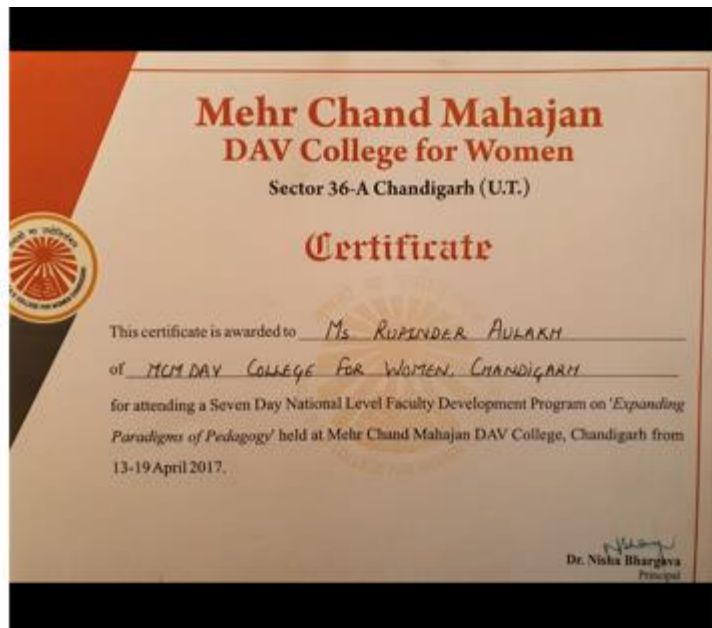 Mehr Chand Mahajan
DAV College for Women
Sector 36-A Chandigarh (U.T.)
Certificate
This certificate is awarded to Ms RUPINDER AULAKH
of MCM DAV COLLEGE FOR WOMEN, CHANDIGARH
for attending a Seven Day National Level Faculty Development Program on 'Expanding
Paradigms of Pedagogy' held at Mehr Chand Mahajan DAV College, Chandigarh from
13-19 April 2017.
Dr. Nisha Bhargava
Principal